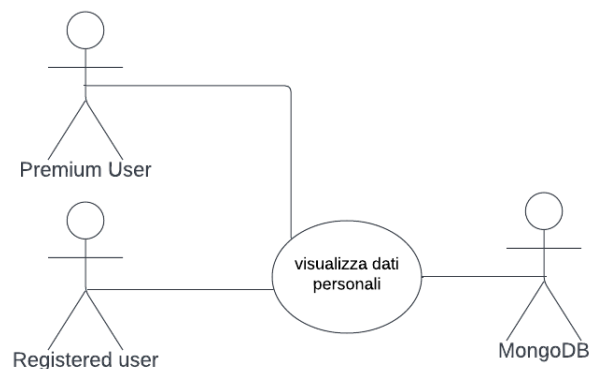 Premium User
visualizza dati
personali
MongoDB
Registered user